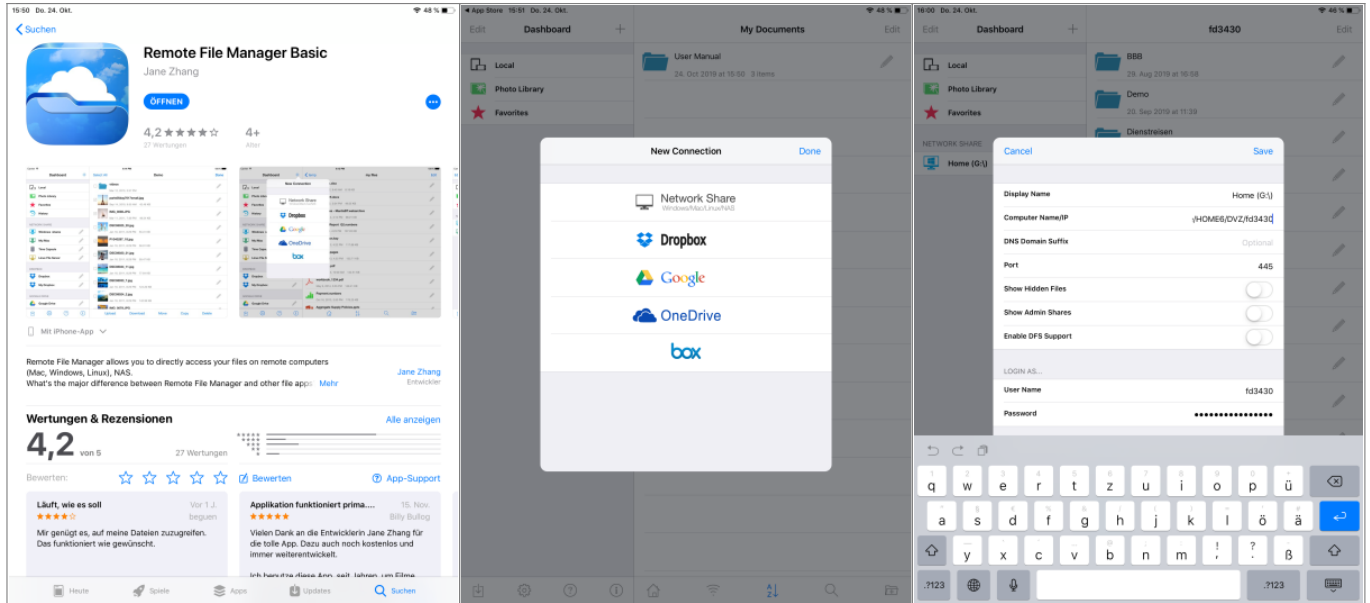 15:50 Do. 24. Okt.
48 %
Suchen
Remote File Manager Basic
Jane Zhang
ÖFFNEN
4,2
4+
27 Wertungen
Alter
Mit iPhone-App
Remote File Manager allows you to directly access your files on remote computers
(Mac, Windows, Linux), NAS.
What's the major difference between Remote File Manager and other file apps
Mehr
Jane Zhang
Entwickler
Wertungen & Rezensionen
Alle anzeigen
4,2 von 5
27 Wertungen
Bewerten:
Bewerten
App-Support
Läuft, wie es soll
Vor 1 J.
beguen
Mir genügt es, auf meine Dateien zuzugreifen.
Das funktioniert wie gewünscht.
Applikation funktioniert prima....
15. Nov.
Billy Bullog
Vielen Dank an die Entwicklerin Jane Zhang für
die tolle App. Dazu auch noch kostenlos und
immer weiterentwickelt.
Ich benutze diese App, seit Jahren, um Filme
Heute
Spiele
Apps
Updates
Suchen
App Store 15:51 Do. 24. Okt.
48 %
Edit
Dashboard
My Documents
Edit
Local
Photo Library
Favorites
User Manual
24. Oct 2019 at 15:50 3 items
New Connection
Done
Network Share
Windows/Mac/Linux/NAS
Dropbox
Google
OneDrive
box
16:00 Do. 24. Okt.
48 %
Edit
Dashboard
fd3430
Edit
Local
Photo Library
Favorites
NETWORK SHARE
Home (G:\)
BBB
29. Aug 2019 at 16:58
Demo
20. Sep 2019 at 11:39
Dienstreisen
Cancel
Save
Display Name
Home (G:\)
Computer Name/IP
/HOME6/DVZ/fd3430
DNS Domain Suffix
Optional
Port
445
Show Hidden Files
Show Admin Shares
Enable DFS Support
LOGIN AS...
User Name
fd3430
Password
q w e r t z u i o p ü
a s d f g h j k l ö ä
y x c v b n m ! , ? . ß
.?123
.?123